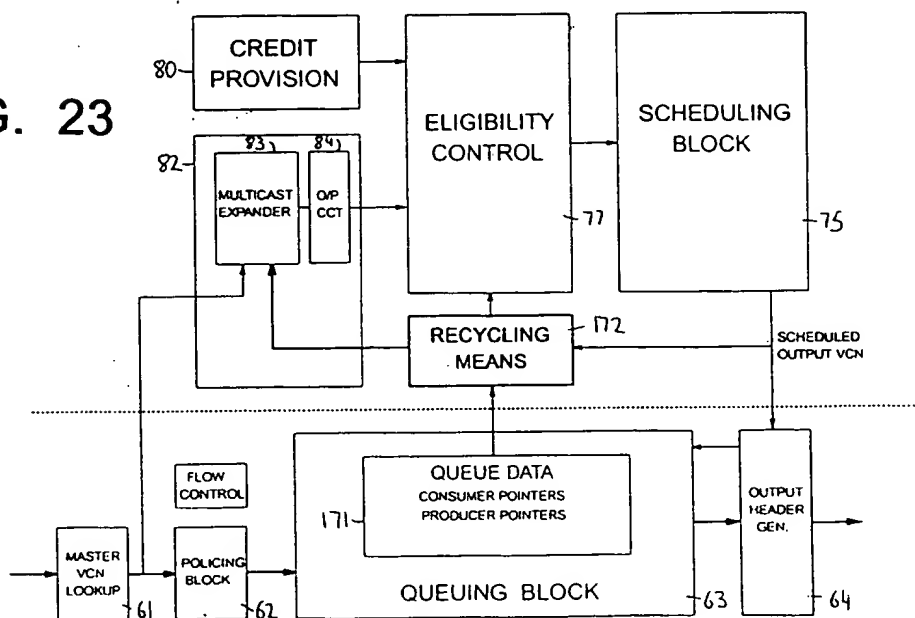 G. 23
80
CREDIT
PROVISION
ELIGIBILITY
CONTROL
77
SCHEDULING
BLOCK
75
82
83
84
MULTICAST
EXPANDER
O/P
CCT
RECYCLING
MEANS
172
SCHEDULED
OUTPUT VCN
FLOW
CONTROL
171
QUEUE DATA
CONSUMER POINTERS
PRODUCER POINTERS
OUTPUT
HEADER
GEN.
MASTER
VCN
LOOKUP
61
POLICING
BLOCK
62
QUEUING BLOCK
63
64